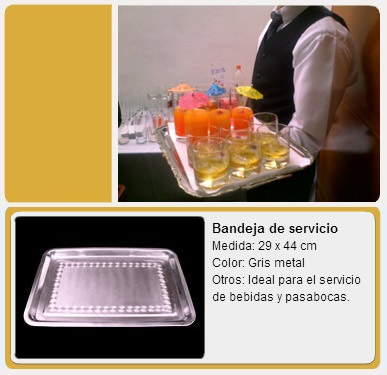 Bandeja de servicio
Medida: 29 x 44 cm
Color: Gris metal
Otros: Ideal para el servicio
de bebidas y pasabocas.